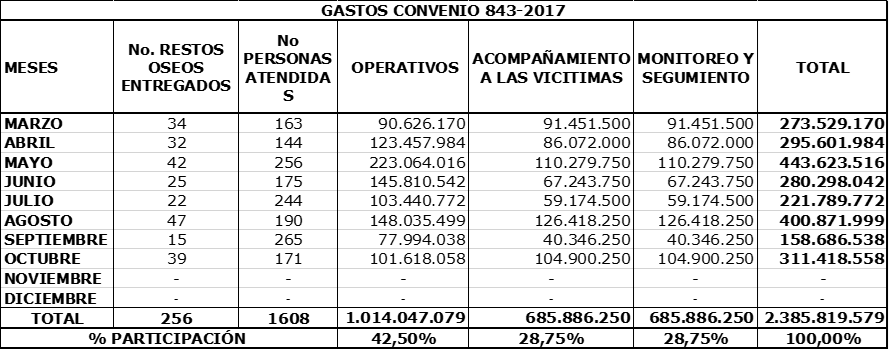 GASTOS CONVENIO 843-2017
MESES No. RESTOS OSEOS ENTREGADOS No PERSONAS ATENDIDA S OPERATIVOS ACOMPAÑAMIENTO A LAS VICITIMAS MONITOREO Y SEGUMIENTO TOTAL
MARZO 34 163 90.626.170 91.451.500 91.451.500 273.529.170
ABRIL 32 144 123.457.984 86.072.000 86.072.000 295.601.984
MAYO 42 256 223.064.016 110.279.750 110.279.750 443.623.516
JUNIO 25 175 145.810.542 67.243.750 67.243.750 280.298.042
JULIO 22 244 103.440.772 59.174.500 59.174.500 221.789.772
AGOSTO 47 190 148.035.499 126.418.250 126.418.250 400.871.999
SEPTIEMBRE 15 265 77.994.038 40.346.250 40.346.250 158.686.538
OCTUBRE 39 171 101.618.058 104.900.250 104.900.250 311.418.558
NOVIEMBRE - - - - - -
DICIEMBRE - - - - - -
TOTAL 256 1608 1.014.047.079 685.886.250 685.886.250 2.385.819.579
% PARTICIPACIÓN 42,50% 28,75% 28,75% 100,00%